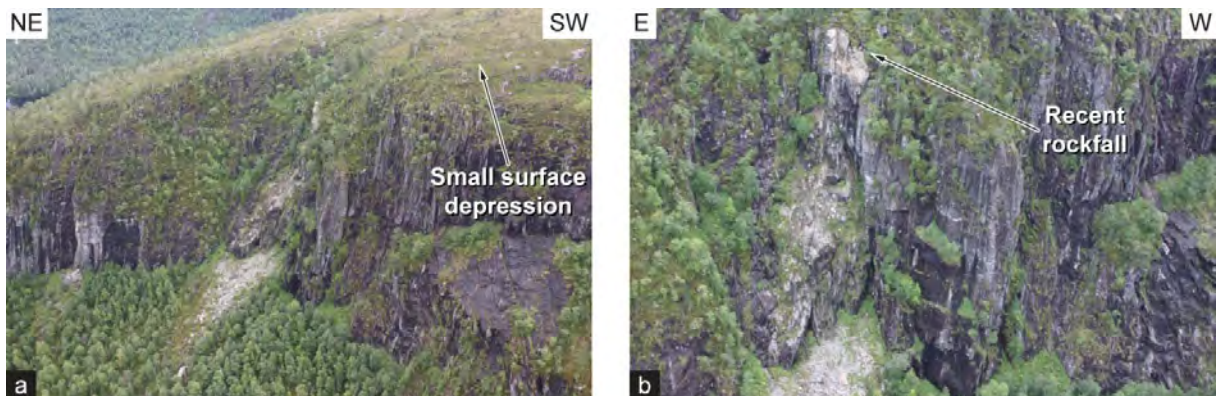 NE
SW
Small surface
depression
a
E
W
Recent
rockfall
b